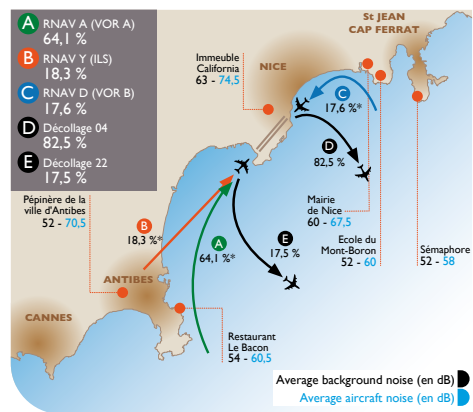 A RNAV A (VOR A)
64,1 %
B RNAV Y (ILS)
18,3 %
C RNAV D (VOR B)
17,6 %
D Décollage 04
82,5 %
E Décollage 22
17,5 %
St JEAN
CAP FERRAT
Immeuble
California
63 - 74,5
NICE
C
17,6 %*
D
82,5 %
Pépinère de la
ville d'Antibes
52 - 70,5
Mairie
de Nice
60 - 67,5
Ecole du
Mont-Boron
52 - 60
Sémaphore
52 - 58
B
18,3 %*
A
64,1 %*
E
17,5 %
ANTIBES
CANNES
Restaurant
Le Bacon
54 - 60,5
Average background noise (en dB)
Average aircraft noise (en dB)